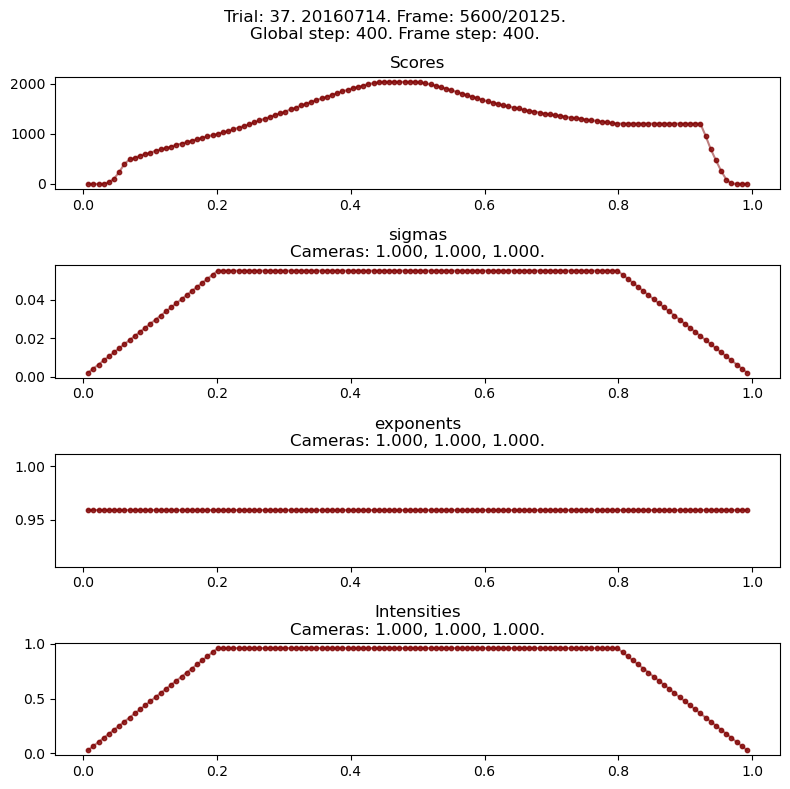 Trial: 37. 20160714. Frame: 5600/20125.
Global step: 400. Frame step: 400.
Scores
2000
1000
0
0.0 0.2 0.4 0.6 0.8 1.0
sigmas
Cameras: 1.000, 1.000, 1.000.
0.04
0.02
0.00
0.0 0.2 0.4 0.6 0.8 1.0
exponents
Cameras: 1.000, 1.000, 1.000.
1.00
0.95
0.0 0.2 0.4 0.6 0.8 1.0
Intensities
Cameras: 1.000, 1.000, 1.000.
1.0
0.5
0.0
0.0 0.2 0.4 0.6 0.8 1.0